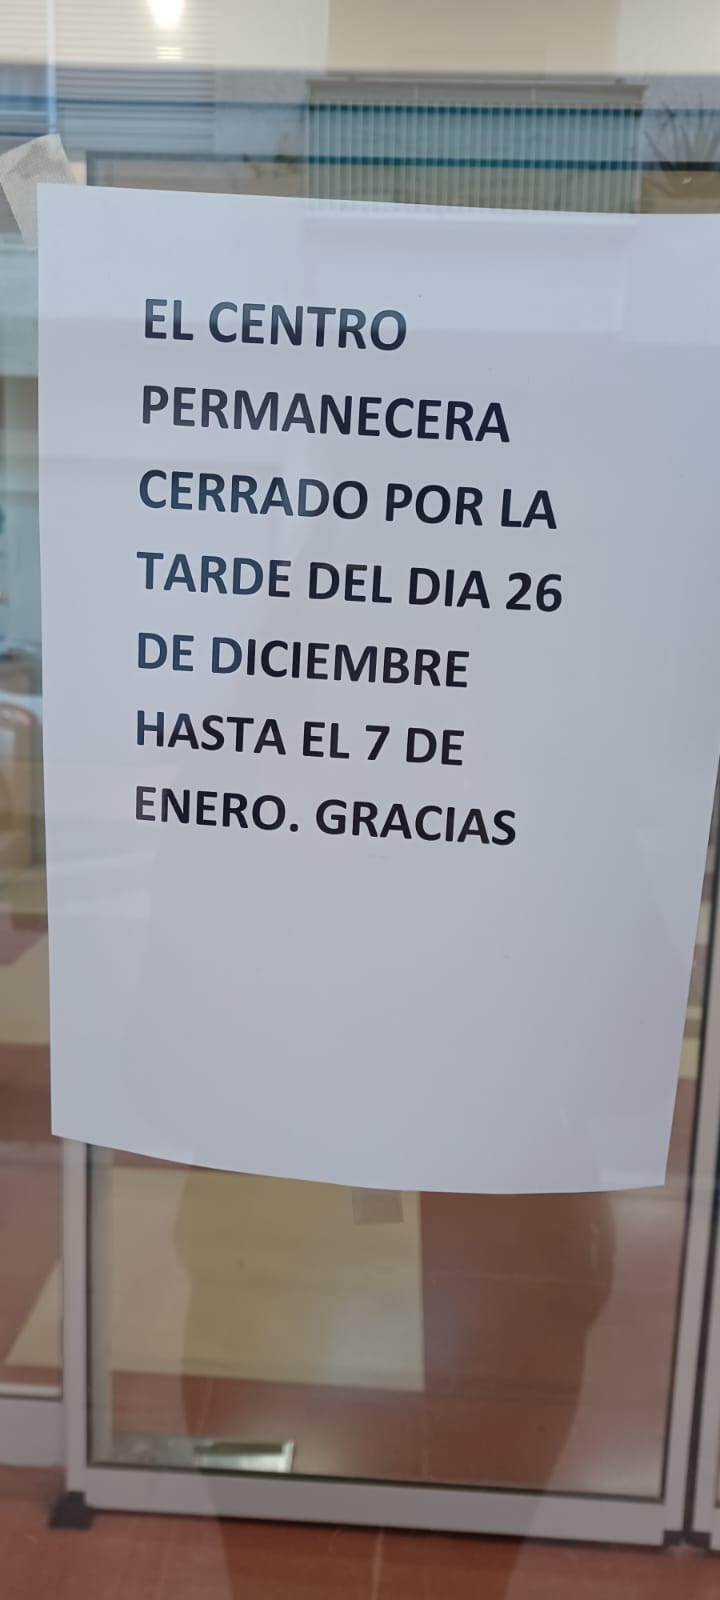 EL CENTRO
PERMANECERA
CERRADO POR LA
TARDE DEL DIA 26
DE DICIEMBRE
HASTA EL 7 DE
ENERO. GRACIAS